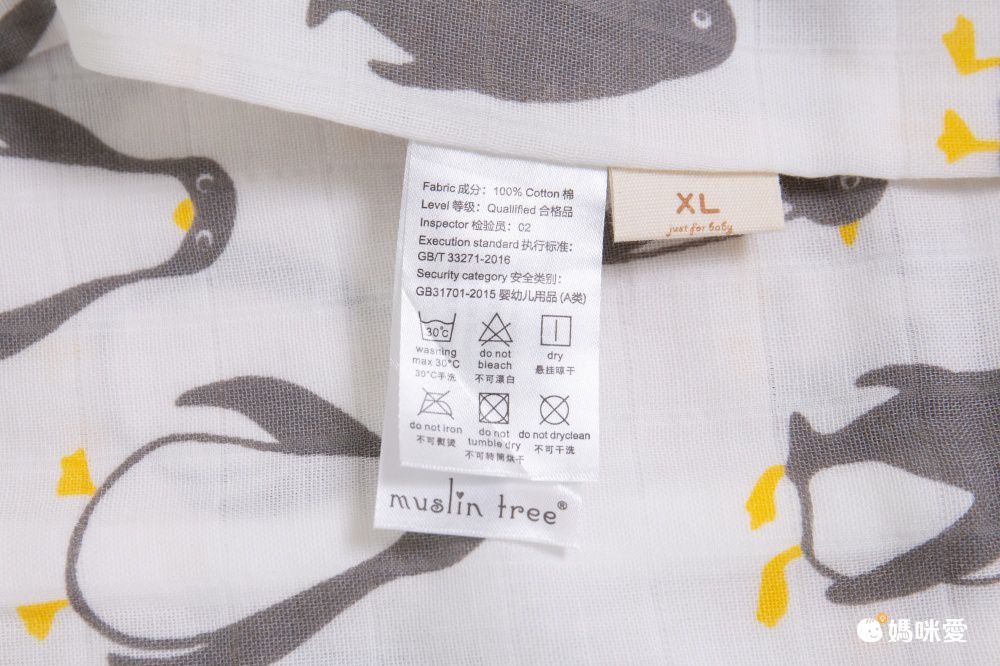 Fabric 成分：100% Cotton 棉
Level 等级：Quallified 合格品
Inspector 检验员：02
Execution standard 执行标准：
GB/T 33271-2016
Security category 安全类别：
GB31701-2015 婴幼儿用品 (A类)
30℃
washing
max 30°C
30°C手洗
do not
bleach
不可漂白
dry
悬挂晾干
do not iron
不可熨烫
do not
tumble dry
不可转筒烘干
do not dryclean
不可干洗
muslin tree®
XL
just for baby
媽咪愛